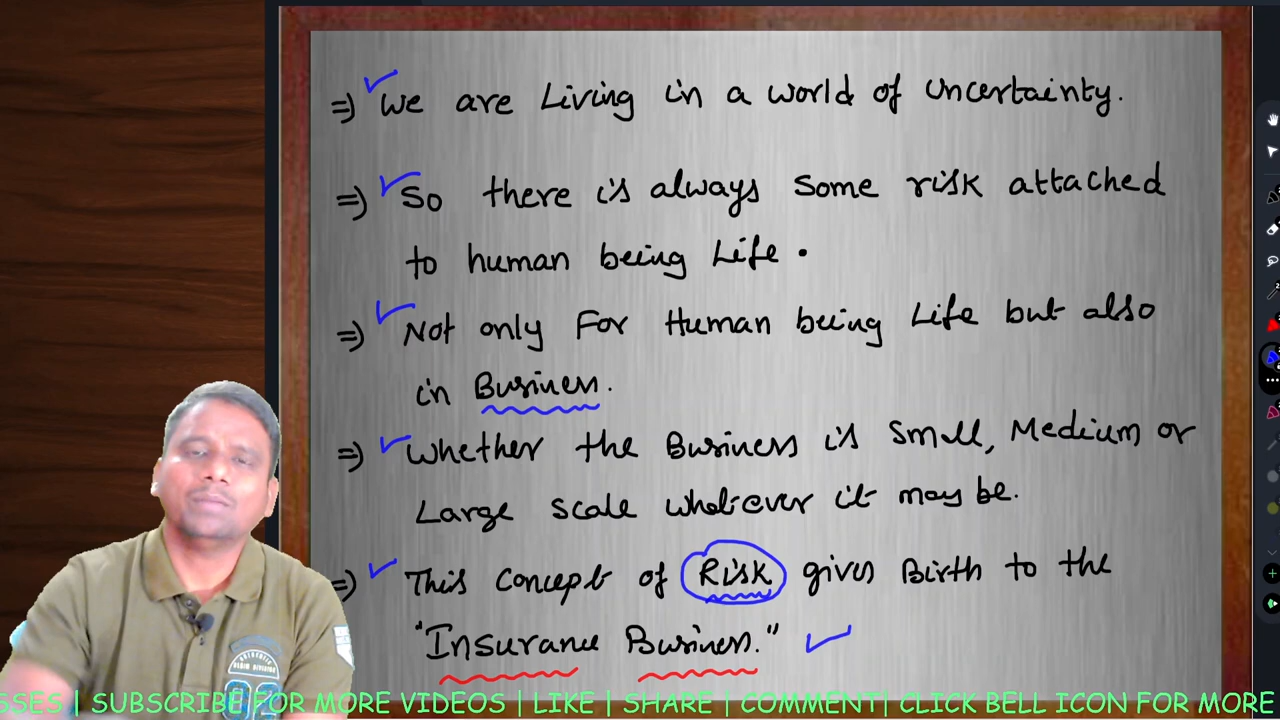 => We are Living in a world of uncertainty.
=> So there is always Some risk attached
to human being Life.
=> Not only For Human being Life but also
in Business.
=> Whether the Business is Small, Medium or
Large scale whatever it may be.
=> This Concept of Risk gives Birth to the
"Insurance Business."
SSES | SUBSCRIBE FOR MORE VIDEOS | LIKE | SHARE | COMMENT| CLICK BELL ICON FOR MORE